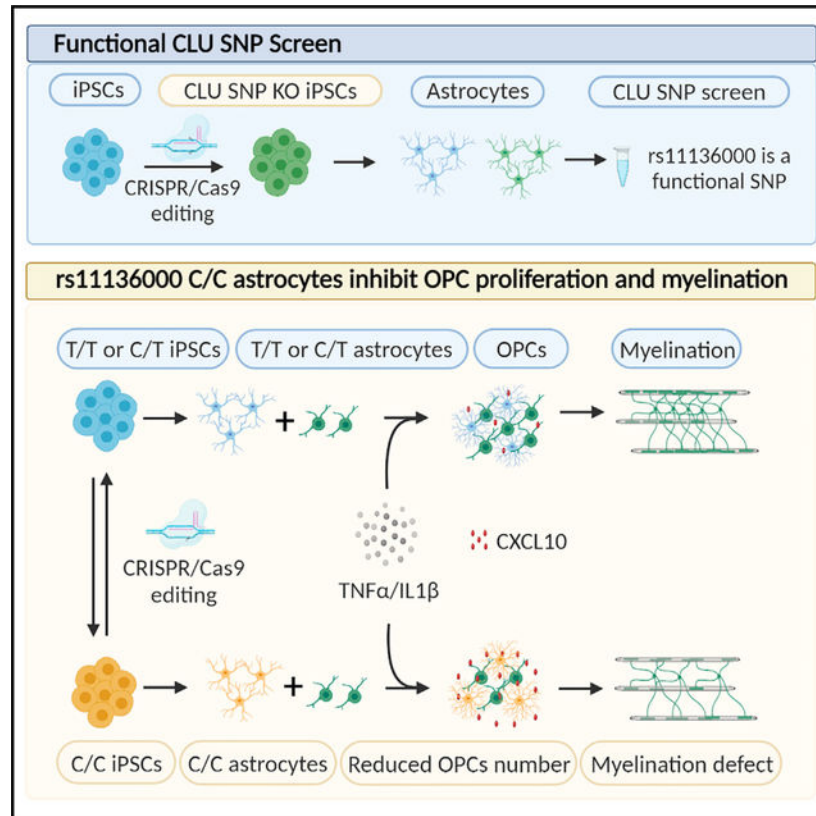 Functional CLU SNP Screen
iPSCs
CLU SNP KO iPSCs
Astrocytes
CLU SNP screen
CRISPR/Cas9
editing
rs11136000 is a
functional SNP
rs11136000 C/C astrocytes inhibit OPC proliferation and myelination
T/T or C/T iPSCs
T/T or C/T astrocytes
OPCs
Myelination
+
CRISPR/Cas9
editing
TNFα/IL1β
CXCL10
+
C/C iPSCs
C/C astrocytes
Reduced OPCs number
Myelination defect